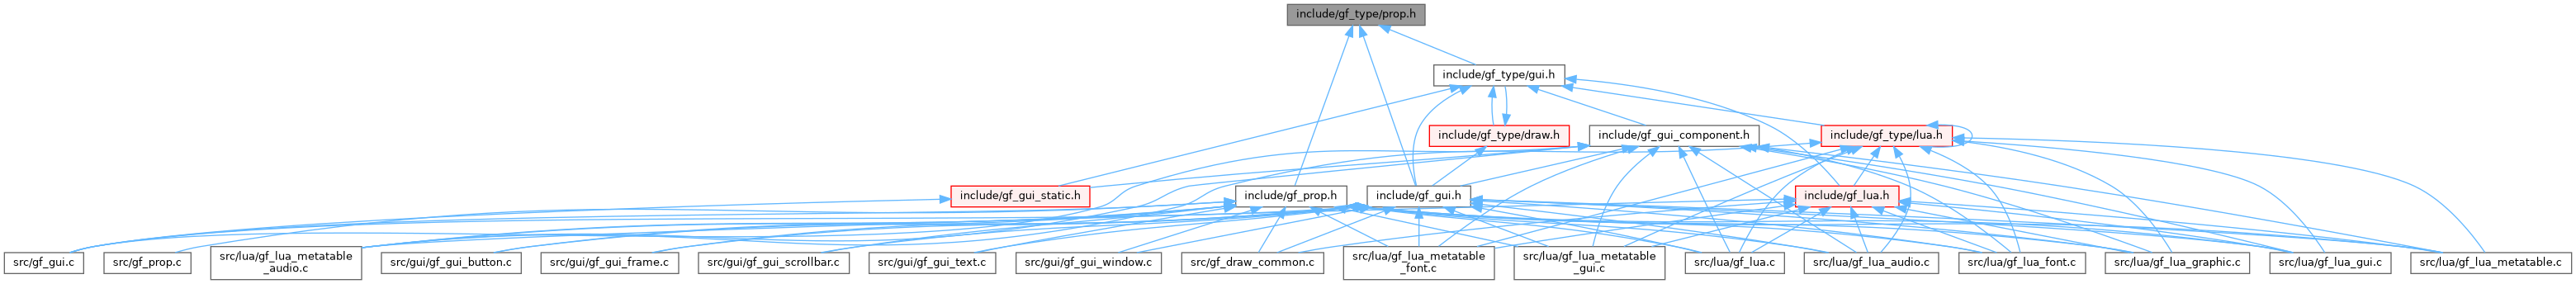 include/gf_type/prop.h
include/gf_type/gui.h
include/gf_type/draw.h
include/gf_gui_component.h
include/gf_type/lua.h
include/gf_gui_static.h
include/gf_prop.h
include/gf_gui.h
include/gf_lua.h
src/gf_gui.c
src/gf_prop.c
src/lua/gf_lua_metatable
_audio.c
src/gui/gf_gui_button.c
src/gui/gf_gui_frame.c
src/gui/gf_gui_scrollbar.c
src/gui/gf_gui_text.c
src/gui/gf_gui_window.c
src/gf_draw_common.c
src/lua/gf_lua_metatable
_font.c
src/lua/gf_lua_metatable
_gui.c
src/lua/gf_lua.c
src/lua/gf_lua_audio.c
src/lua/gf_lua_font.c
src/lua/gf_lua_graphic.c
src/lua/gf_lua_gui.c
src/lua/gf_lua_metatable.c